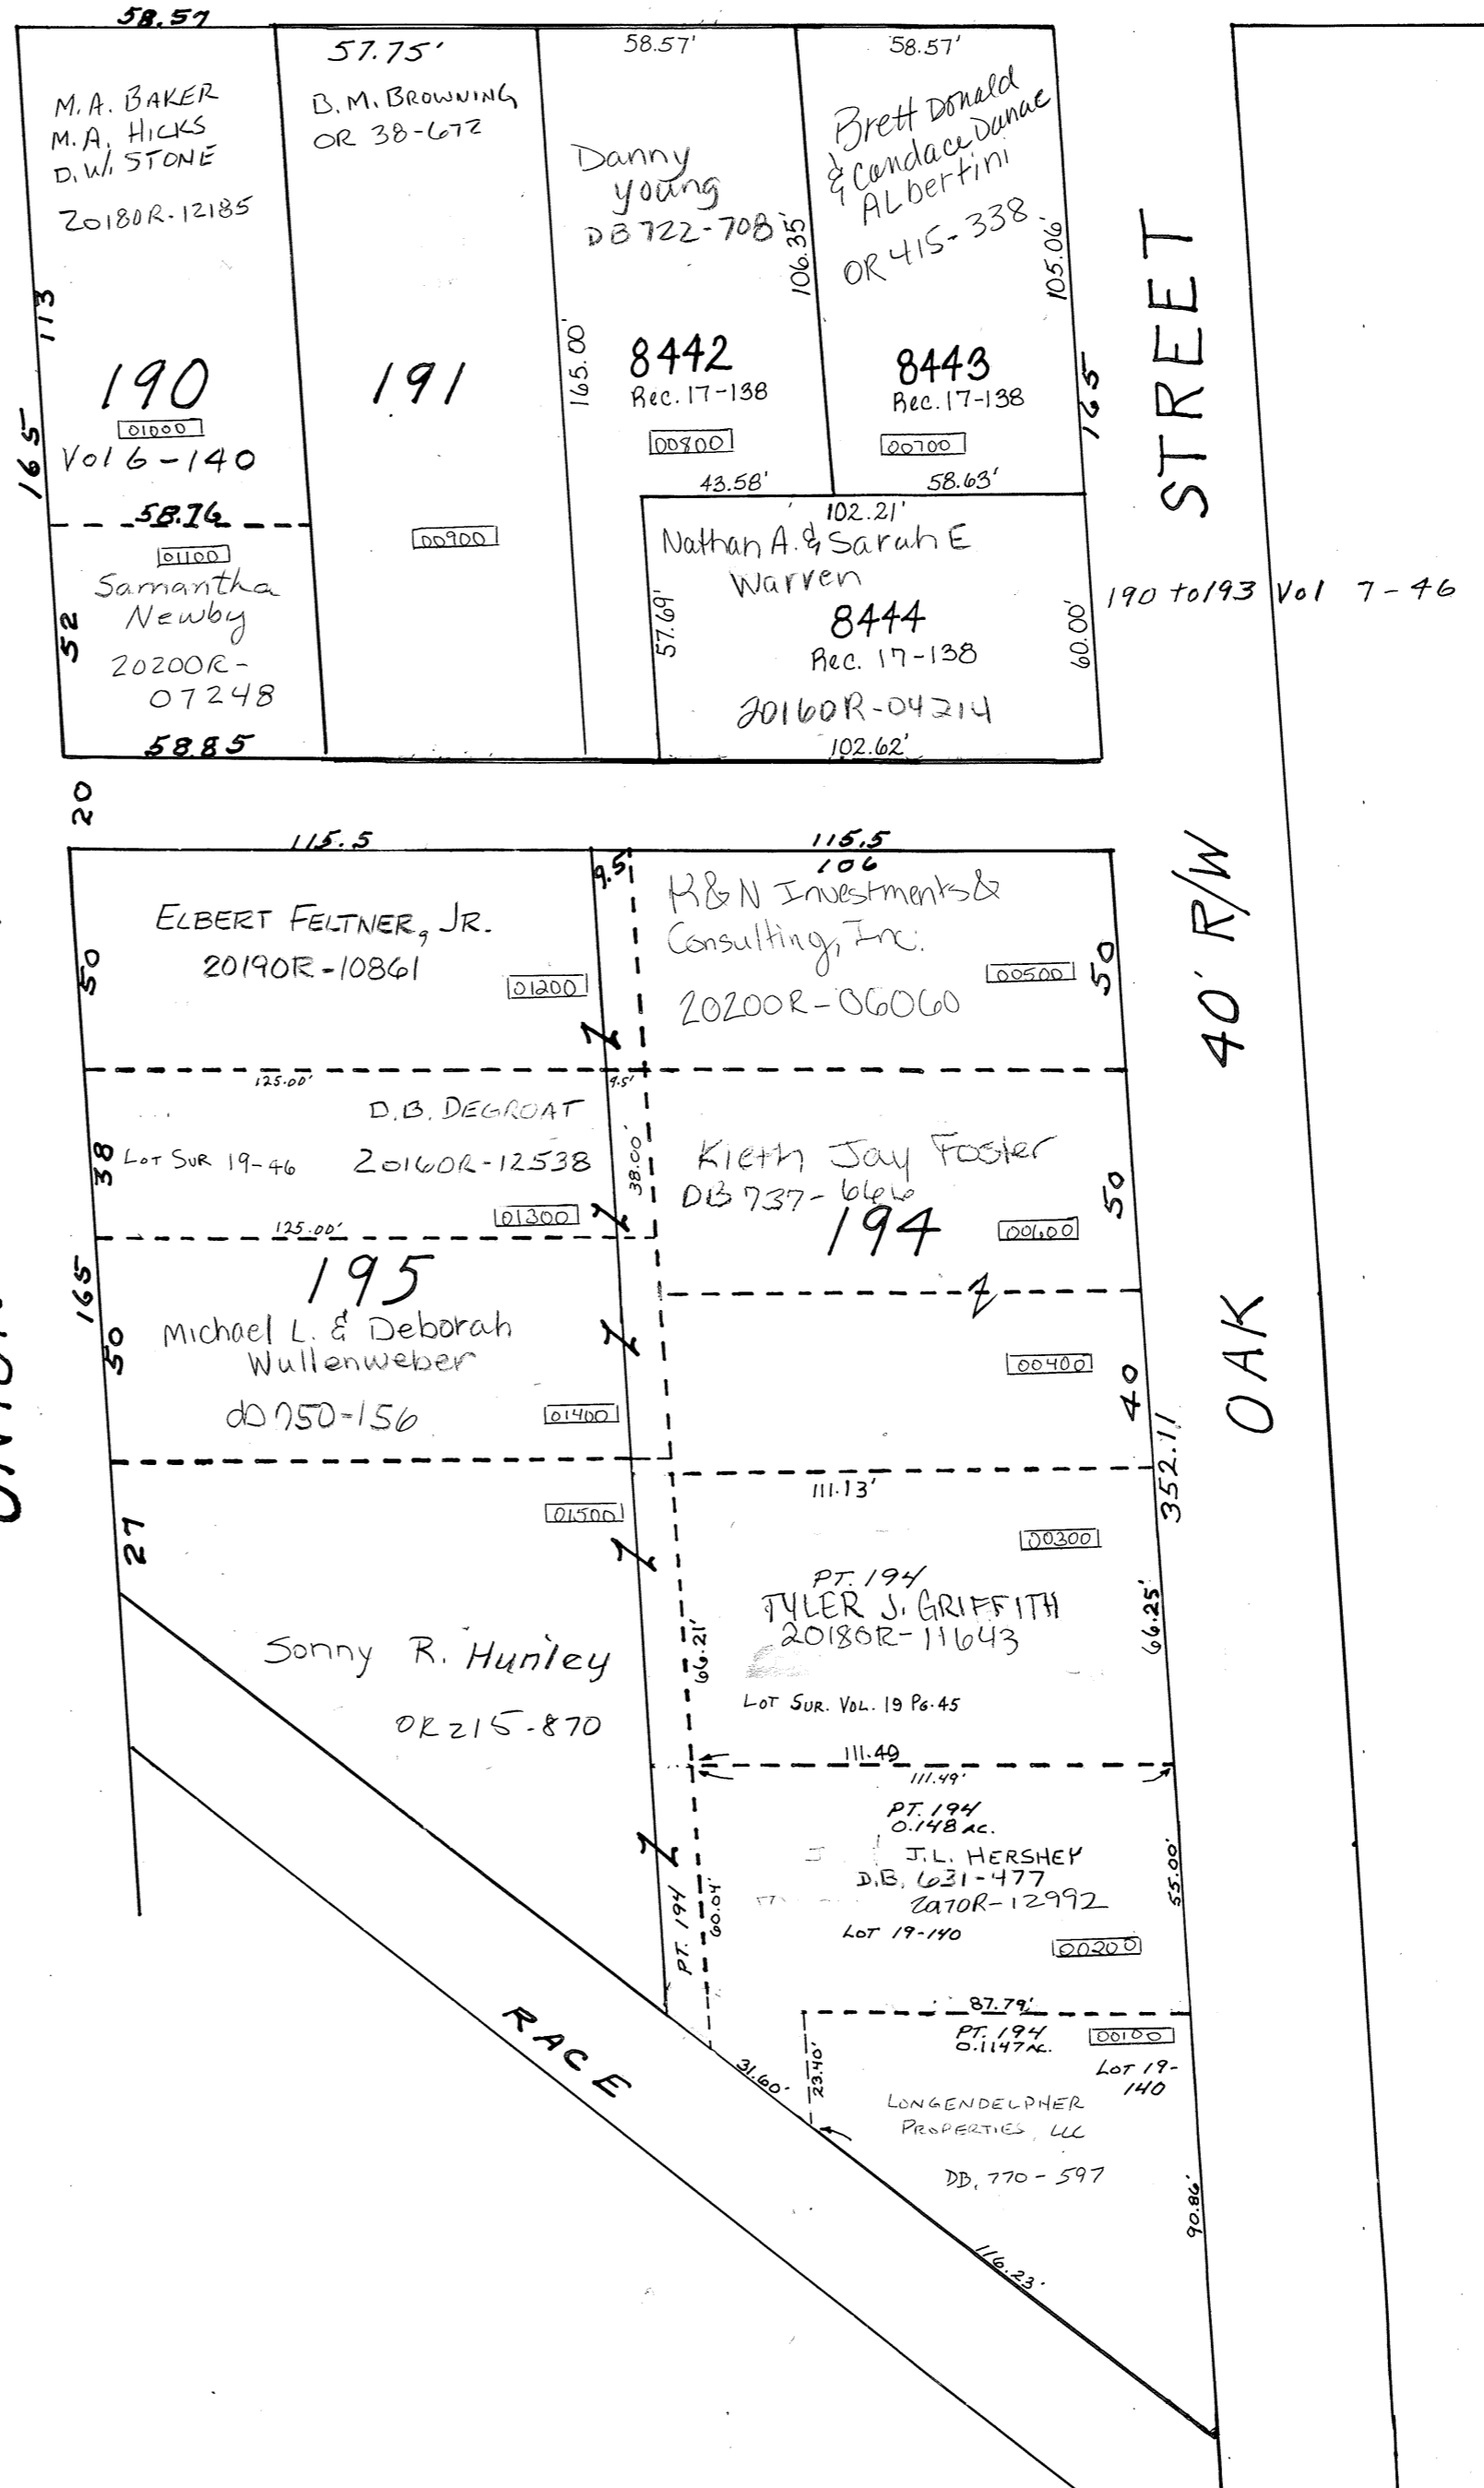 58.57
57.75'
58.57'
58.57'
M.A. BAKER
M.A. HICKS
D.W. STONE
20180R-12185
113
165
190
01000
Vol 6-140
58.76
01100
Samantha
Newby
20200R-
07248
52
58.85
B.M. BROWNING
OR 38-672
191
00900
Danny
Young
DB 722-708
106.35
165.00'
8442
Rec. 17-138
00800
43.58'
Brett Donald
& Candace Danae
Albertini
OR 415-338
105.06'
8443
Rec. 17-138
00700
58.63'
165
102.21'
Nathan A. & Sarah E
Warren
8444
Rec. 17-138
20160R-04214
57.69'
60.00'
102.62'
STREET
190 to 193 Vol 7-46
20
115.5
115.5
9.5
106
ELBERT FELTNER, JR.
20190R-10861
01200
50
K&N Investments &
Consulting, Inc.
20200R-06060
00500
50
40' R/W
125.00'
9.5'
D.B. DEGROAT
LOT SUR 19-46 20160R-12538
01300
38
38.00'
125.00'
Kieth Jay Foster
DB 737-666
194
00600
50
165
195
Michael L. & Deborah
Wullenweber
dD 750-156
01400
50
00400
40
OAK
352.11
111.13'
01500
27
Sonny R. Hunley
OR 215-870
00300
PT. 194
TYLER J. GRIFFITH
20180R-11643
66.21'
66.25'
LOT SUR. VOL. 19 PG. 45
111.49
111.49'
PT. 194
0.148 AC.
J.L. HERSHEY
D.B. 631-477
LOT 19-140
00200
55.00'
PT. 194
60.04'
87.79'
PT. 194
0.1147 AC.
00100
LOT 19-
140
31.60'
23.40'
LONGENDELPHER
PROPERTIES, LLC
DB. 770-597
90.86'
116.23'
RACE